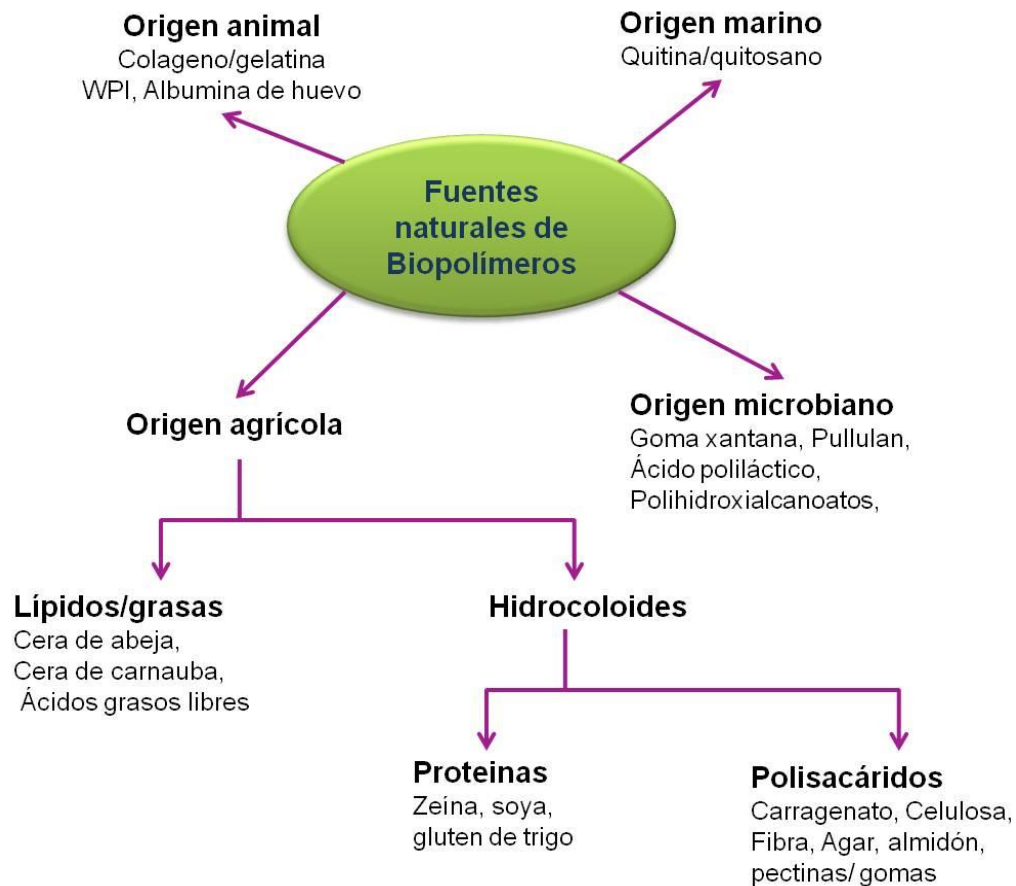 Origen animal
Colageno/gelatina
WPI, Albumina de huevo
Origen marino
Quitina/quitosano
Fuentes
naturales de
Biopolímeros
Origen agrícola
Origen microbiano
Goma xantana, Pullulan,
Ácido poliláctico,
Polihidroxialcanoatos,
Lípidos/grasas
Cera de abeja,
Cera de carnauba,
Ácidos grasos libres
Hidrocoloides
Proteinas
Zeína, soya,
gluten de trigo
Polisacáridos
Carragenato, Celulosa,
Fibra, Agar, almidón,
pectinas/ gomas